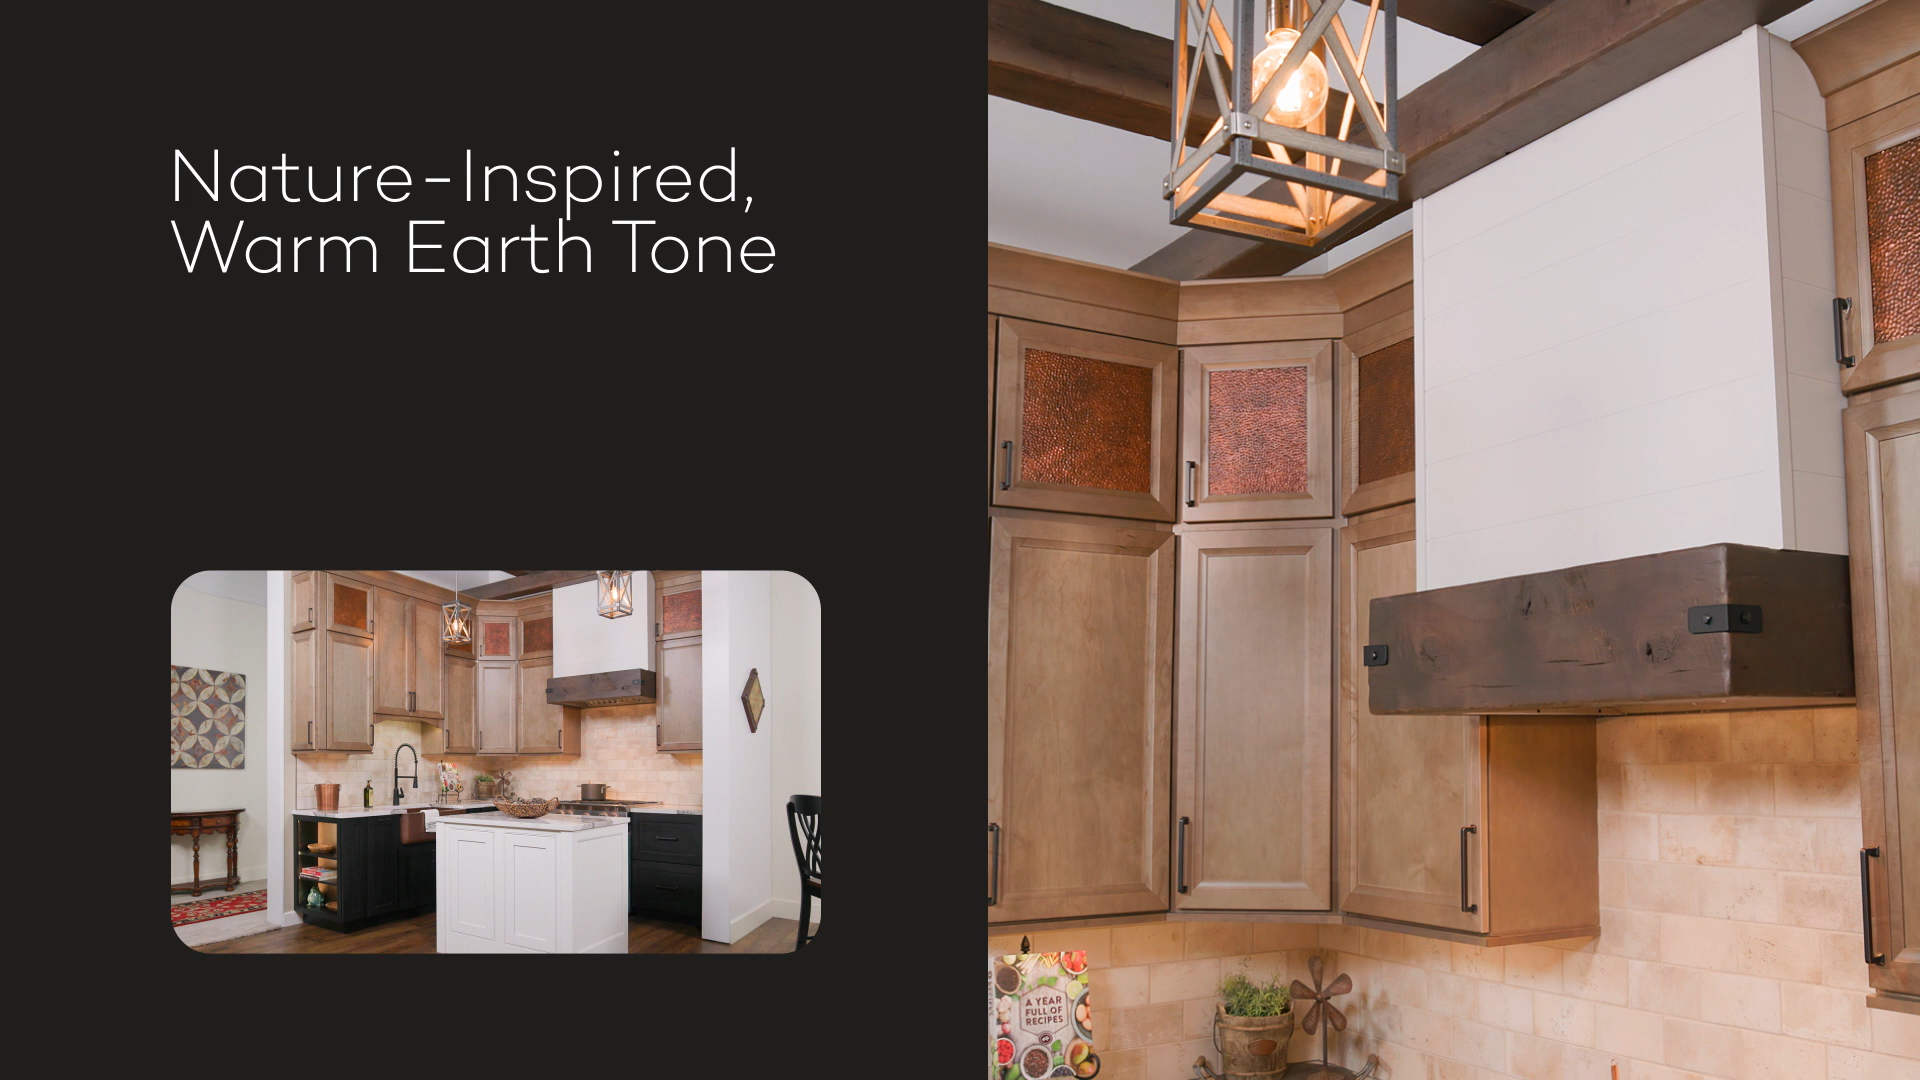 Nature-Inspired,
Warm Earth Tone
A YEAR
FULL OF
RECIPES